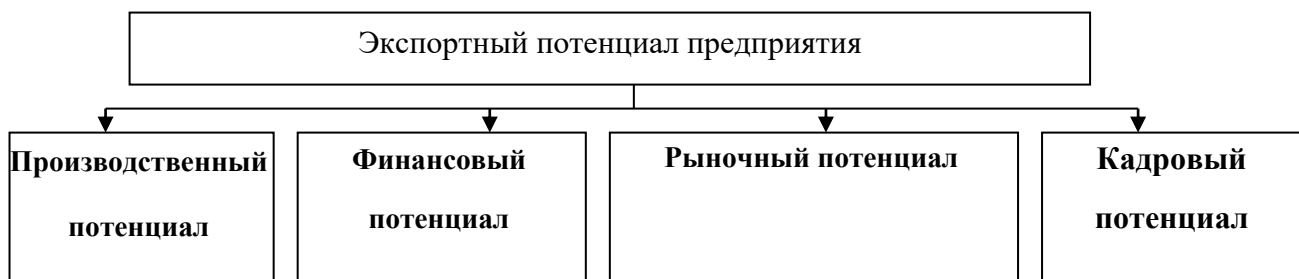 Экспортный потенциал предприятия
Производственный
потенциал
Финансовый
потенциал
Рыночный потенциал
Кадровый
потенциал